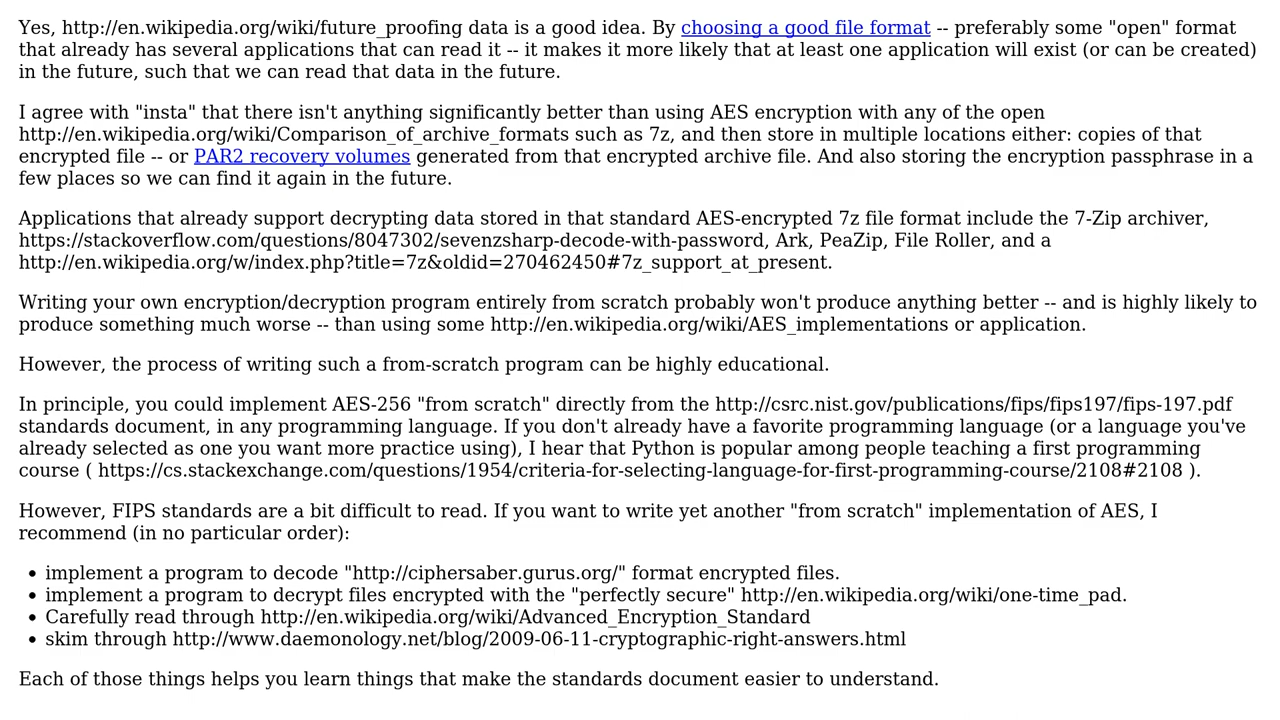 Yes, http://en.wikipedia.org/wiki/future_proofing data is a good idea. By choosing a good file format -- preferably some "open" format
that already has several applications that can read it -- it makes it more likely that at least one application will exist (or can be created)
in the future, such that we can read that data in the future.
I agree with "insta" that there isn't anything significantly better than using AES encryption with any of the open
http://en.wikipedia.org/wiki/Comparison_of_archive_formats such as 7z, and then store in multiple locations either: copies of that
encrypted file -- or PAR2 recovery volumes generated from that encrypted archive file. And also storing the encryption passphrase in a
few places so we can find it again in the future.
Applications that already support decrypting data stored in that standard AES-encrypted 7z file format include the 7-Zip archiver,
https://stackoverflow.com/questions/8047302/sevenzsharp-decode-with-password, Ark, PeaZip, File Roller, and a
http://en.wikipedia.org/w/index.php?title=7z&oldid=270462450#7z_support_at_present.
Writing your own encryption/decryption program entirely from scratch probably won't produce anything better -- and is highly likely to
produce something much worse -- than using some http://en.wikipedia.org/wiki/AES_implementations or application.
However, the process of writing such a from-scratch program can be highly educational.
In principle, you could implement AES-256 "from scratch" directly from the http://csrc.nist.gov/publications/fips/fips197/fips-197.pdf
standards document, in any programming language. If you don't already have a favorite programming language (or a language you've
already selected as one you want more practice using), I hear that Python is popular among people teaching a first programming
course ( https://cs.stackexchange.com/questions/1954/criteria-for-selecting-language-for-first-programming-course/2108#2108 ).
However, FIPS standards are a bit difficult to read. If you want to write yet another "from scratch" implementation of AES, I
recommend (in no particular order):
• implement a program to decode "http://ciphersaber.gurus.org/" format encrypted files.
• implement a program to decrypt files encrypted with the "perfectly secure" http://en.wikipedia.org/wiki/one-time_pad.
• Carefully read through http://en.wikipedia.org/wiki/Advanced_Encryption_Standard
• skim through http://www.daemonology.net/blog/2009-06-11-cryptographic-right-answers.html
Each of those things helps you learn things that make the standards document easier to understand.